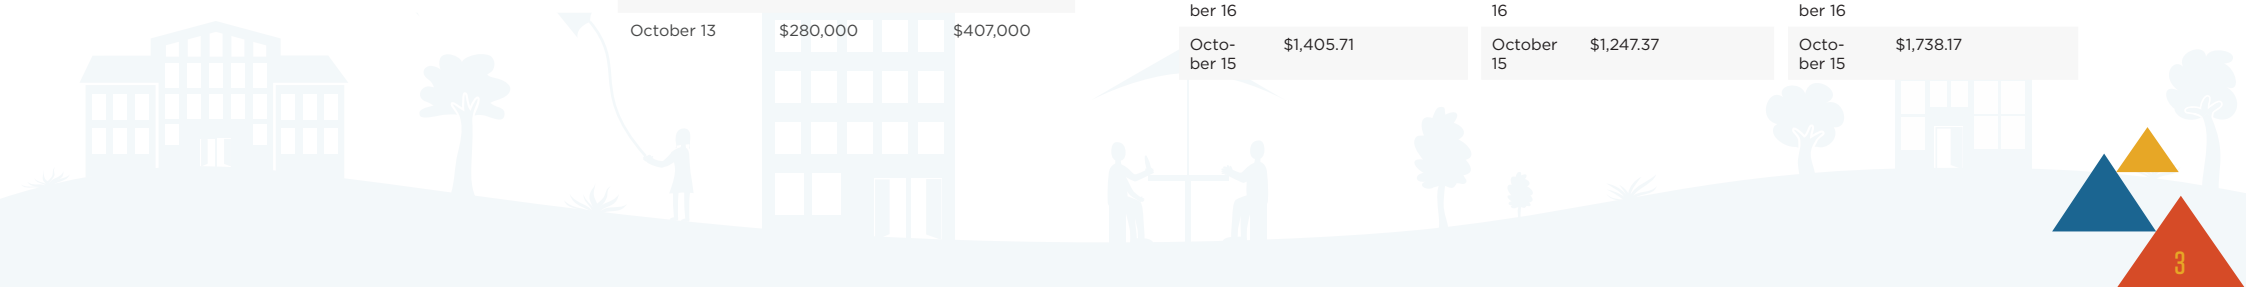 October 13 $280,000 $407,000
ber 16
Octo- $1,405.71
ber 15
16
October $1,247.37
15
ber 16
Octo- $1,738.17
ber 15
3